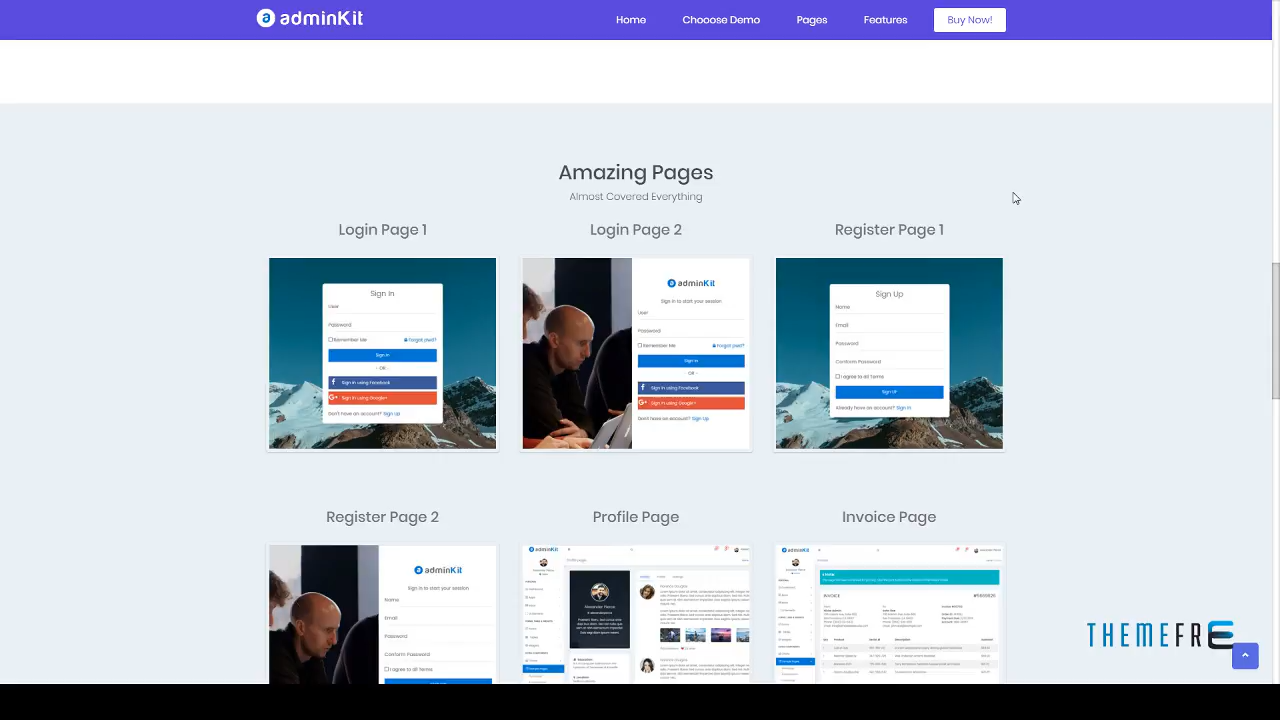 adminKit
Home
Chooose Demo
Pages
Features
Buy Now!
Amazing Pages
Almost Covered Everything
Login Page 1
Login Page 2
Register Page 1
Sign In
User
Password
Remember Me
Forgot pwd?
Sign In
- OR -
Sign in using Facebook
Sign in using Google+
Don't have an account? Sign up
adminKit
Sign in to start your session
User
Password
Remember Me
Forgot pwd?
Sign In
OR -
Sign in using Facebook
Sign in using Google+
Don't have an account? Sign Up
Sign Up
Name
Email
Password
Conform Password
I agree to all Terms
Sign UP
Already have an account? Sign In
Register Page 2
Profile Page
Invoice Page
adminKit
Sign in to start your session
Name
Email
Password
Conform Password
I agree to all Terms
adminKit
Alexander Pierce
adminKit
INVOICE
THEMEFRE